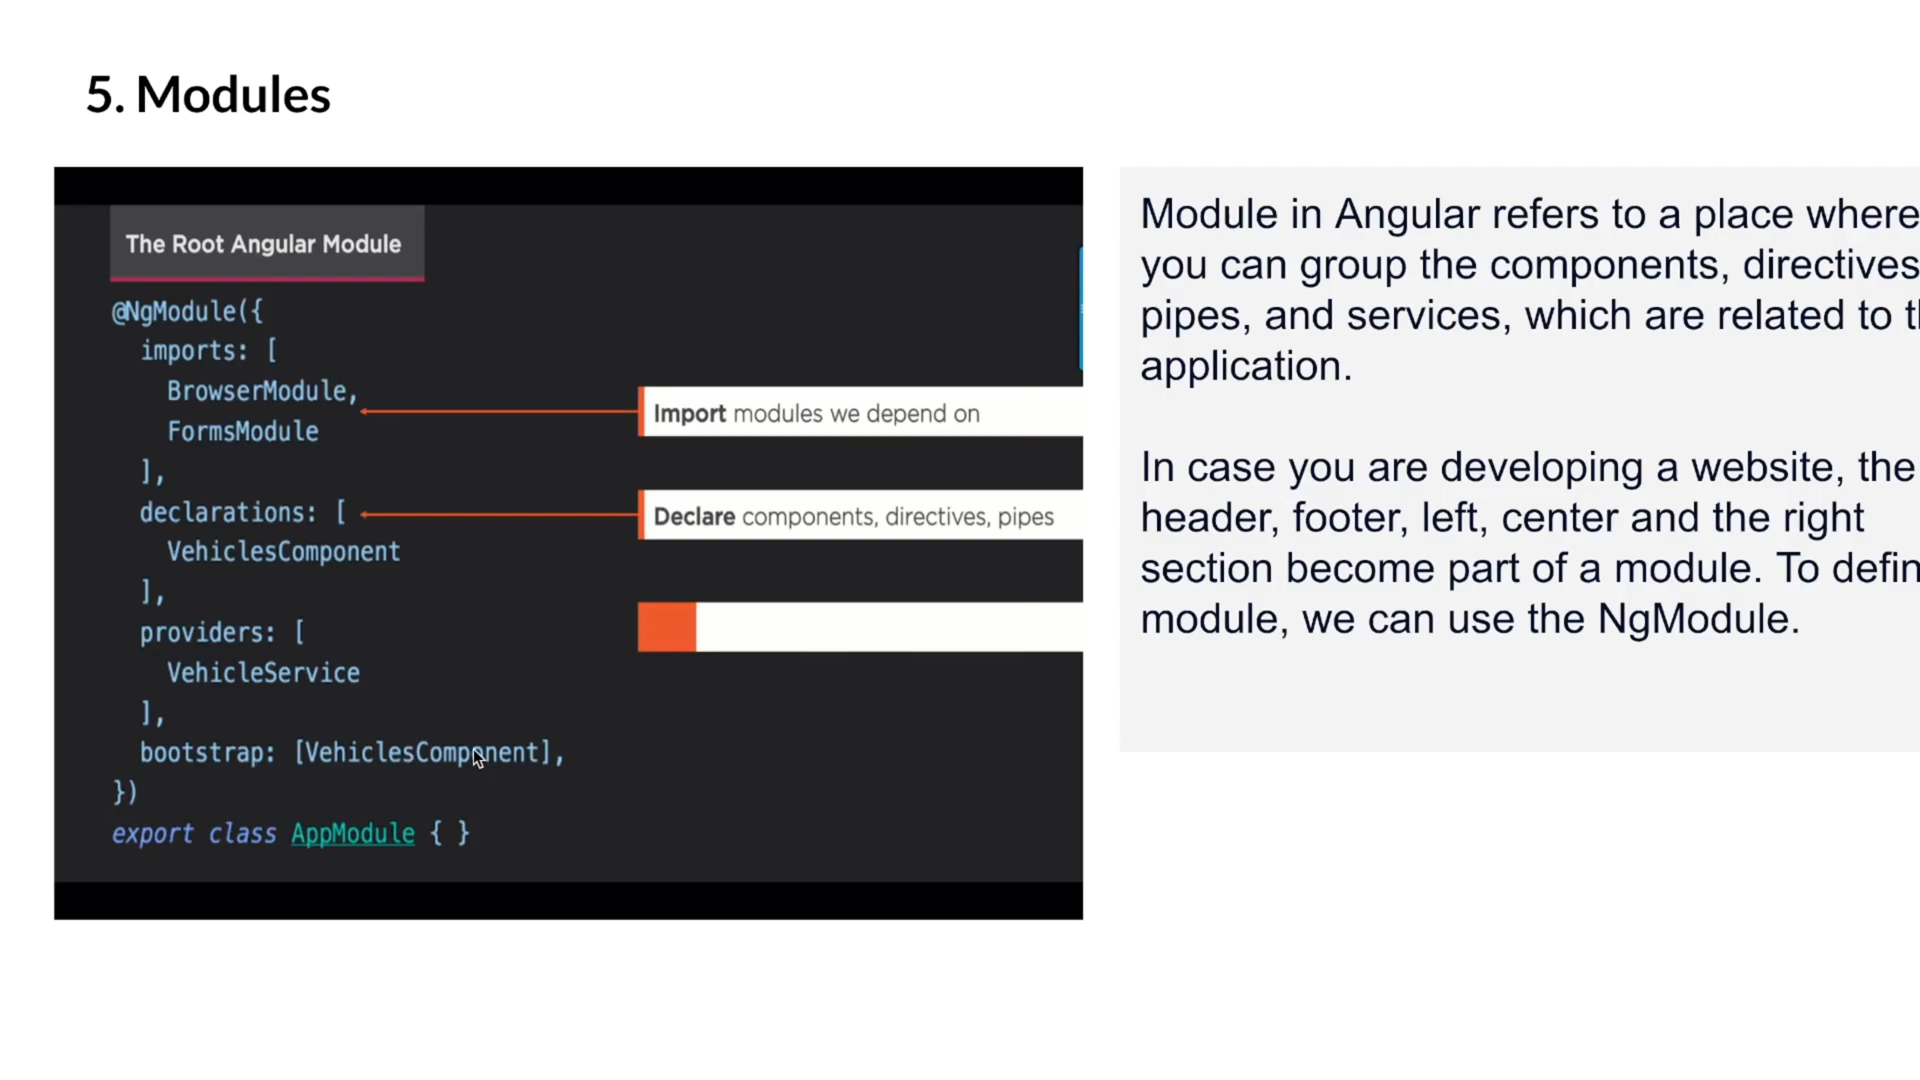 5. Modules
The Root Angular Module
@NgModule({
imports: [
BrowserModule,
FormsModule
],
declarations: [
VehiclesComponent
],
providers: [
VehicleService
],
bootstrap: [VehiclesComponent],
})
export class AppModule { }
Import modules we depend on
Declare components, directives, pipes
Module in Angular refers to a place where
you can group the components, directives
pipes, and services, which are related to
application.
In case you are developing a website, the
header, footer, left, center and the right
section become part of a module. To
module, we can use the NgModule.